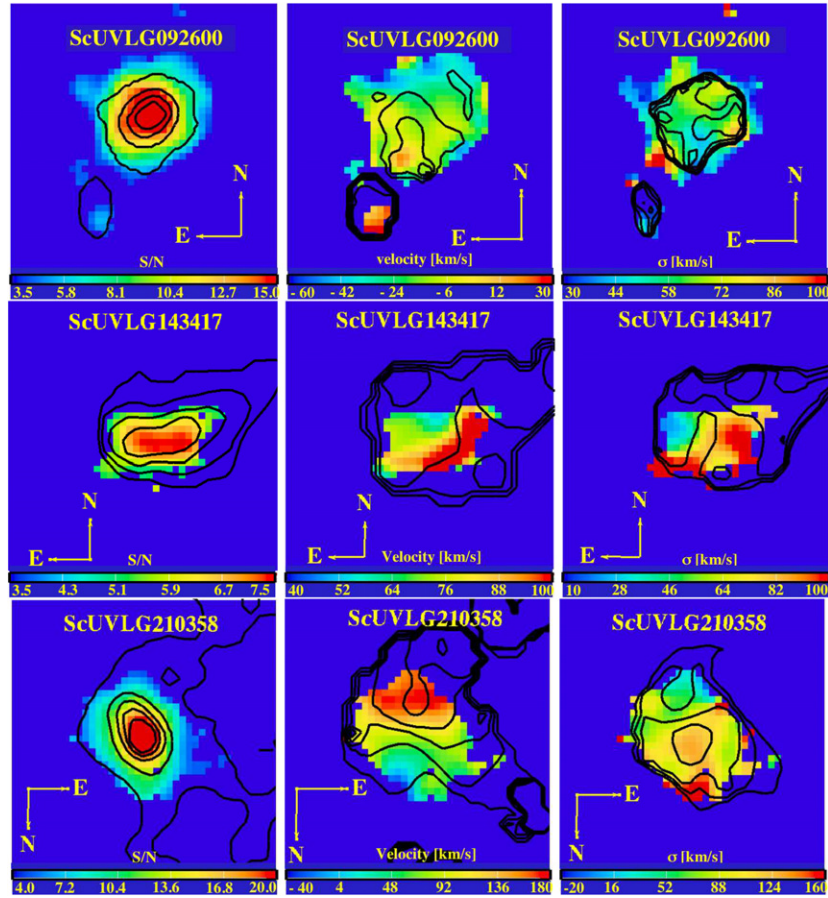 ScUVLG092600 ScUVLG092600 ScUVLG092600
N N N
E E E
S/N velocity [km/s] σ [km/s]
3.5 5.8 8.1 10.4 12.7 15.0 -60 -42 -24 -6 12 30 30 44 58 72 86 100
ScUVLG143417 ScUVLG143417 ScUVLG143417
N N N
E E E
S/N Velocity [km/s] σ [km/s]
3.5 4.3 5.1 5.9 6.7 7.5 40 52 64 76 88 100 10 28 46 64 82 100
ScUVLG210358 ScUVLG210358 ScUVLG210358
E E E
N N N
S/N Velocity [km/s] σ [km/s]
4.0 7.2 10.4 13.6 16.8 20.0 -40 4 48 92 136 180 -20 16 52 88 124 160